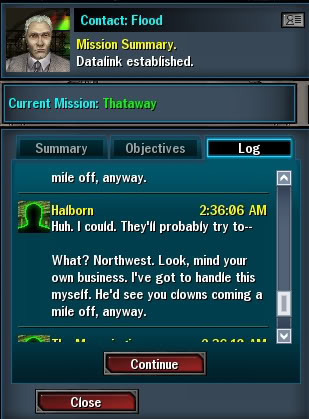 Contact: Flood
Mission Summary.
Datalink established.
Current Mission: Thataway
Summary
Objectives
Log
mile off, anyway.
Halborn
2:36:06 AM
Huh. I could. They'll probably try to--
What? Northwest. Look, mind your
own business. I've got to handle this
myself. He'd see you clowns coming a
mile off, anyway.
Continue
Close